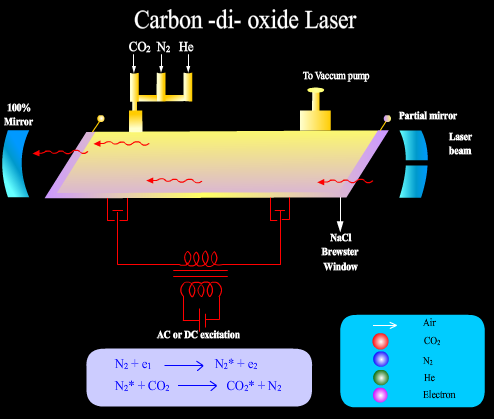 Carbon -di- oxide Laser
CO₂ N₂ He
To Vaccum pump
100%
Mirror
Partial mirror
Laser
beam
NaCl
Brewster
Window
AC or DC excitation
N₂ + e₁ → N₂* + e₂
N₂* + CO₂ → CO₂* + N₂
Air
CO₂
N₂
He
Electron